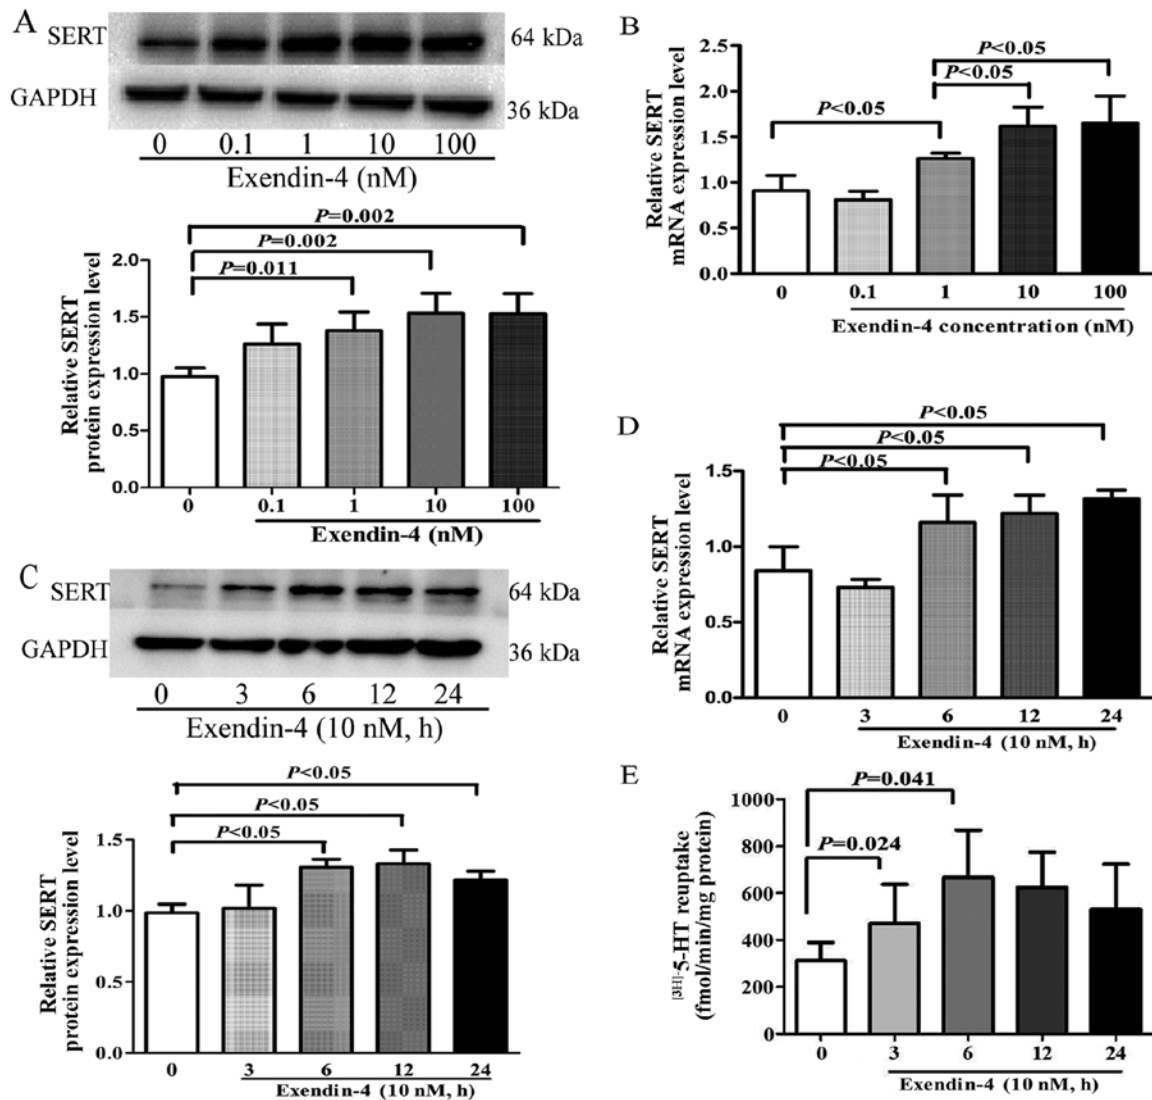 A
SERT
64 kDa
GAPDH
36 kDa
0 0.1 1 10 100
Exendin-4 (nM)
P=0.002
P=0.002
P=0.011
Relative SERT
protein expression level
2.0
1.5
1.0
0.5
0.0
0 0.1 1 10 100
Exendin-4 (nM)
B
P<0.05
P<0.05
P<0.05
Relative SERT
mRNA expression level
2.5
2.0
1.5
1.0
0.5
0.0
0 0.1 1 10 100
Exendin-4 concentration (nM)
C
SERT
64 kDa
GAPDH
36 kDa
0 3 6 12 24
Exendin-4 (10 nM, h)
P<0.05
P<0.05
P<0.05
Relative SERT
protein expression level
1.5
1.0
0.5
0.0
0 3 6 12 24
Exendin-4 (10 nM, h)
D
P<0.05
P<0.05
P<0.05
Relative SERT
mRNA expression level
1.5
1.0
0.5
0.0
0 3 6 12 24
Exendin-4 (10 nM, h)
E
P=0.041
P=0.024
[3H]-5-HT reuptake
(fmol/min/mg protein)
1000
800
600
400
200
0
0 3 6 12 24
Exendin-4 (10 nM, h)